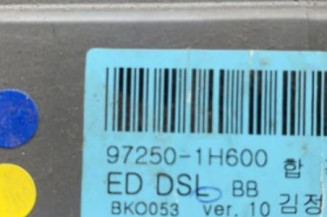 97250-1H600 합
ED DSL BB
BKO053 ver. 10 김정